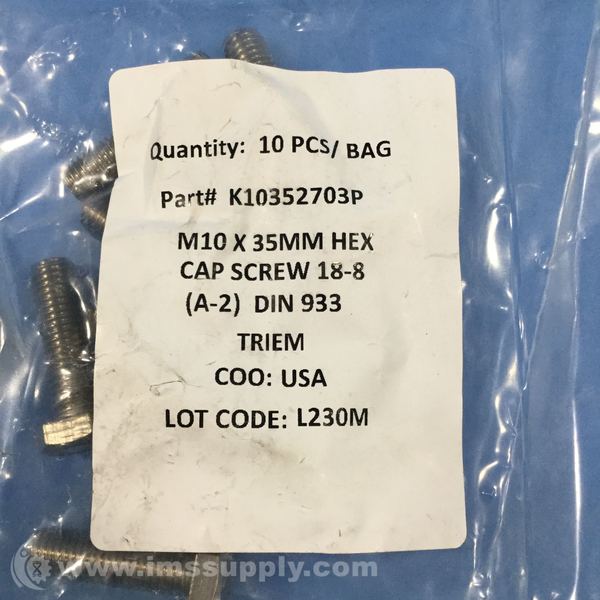 Quantity: 10 PCS/ BAG
Part# K10352703P
M10 X 35MM HEX
CAP SCREW 18-8
(A-2) DIN 933
TRIEM
COO: USA
LOT CODE: L230M
www.imssupply.com